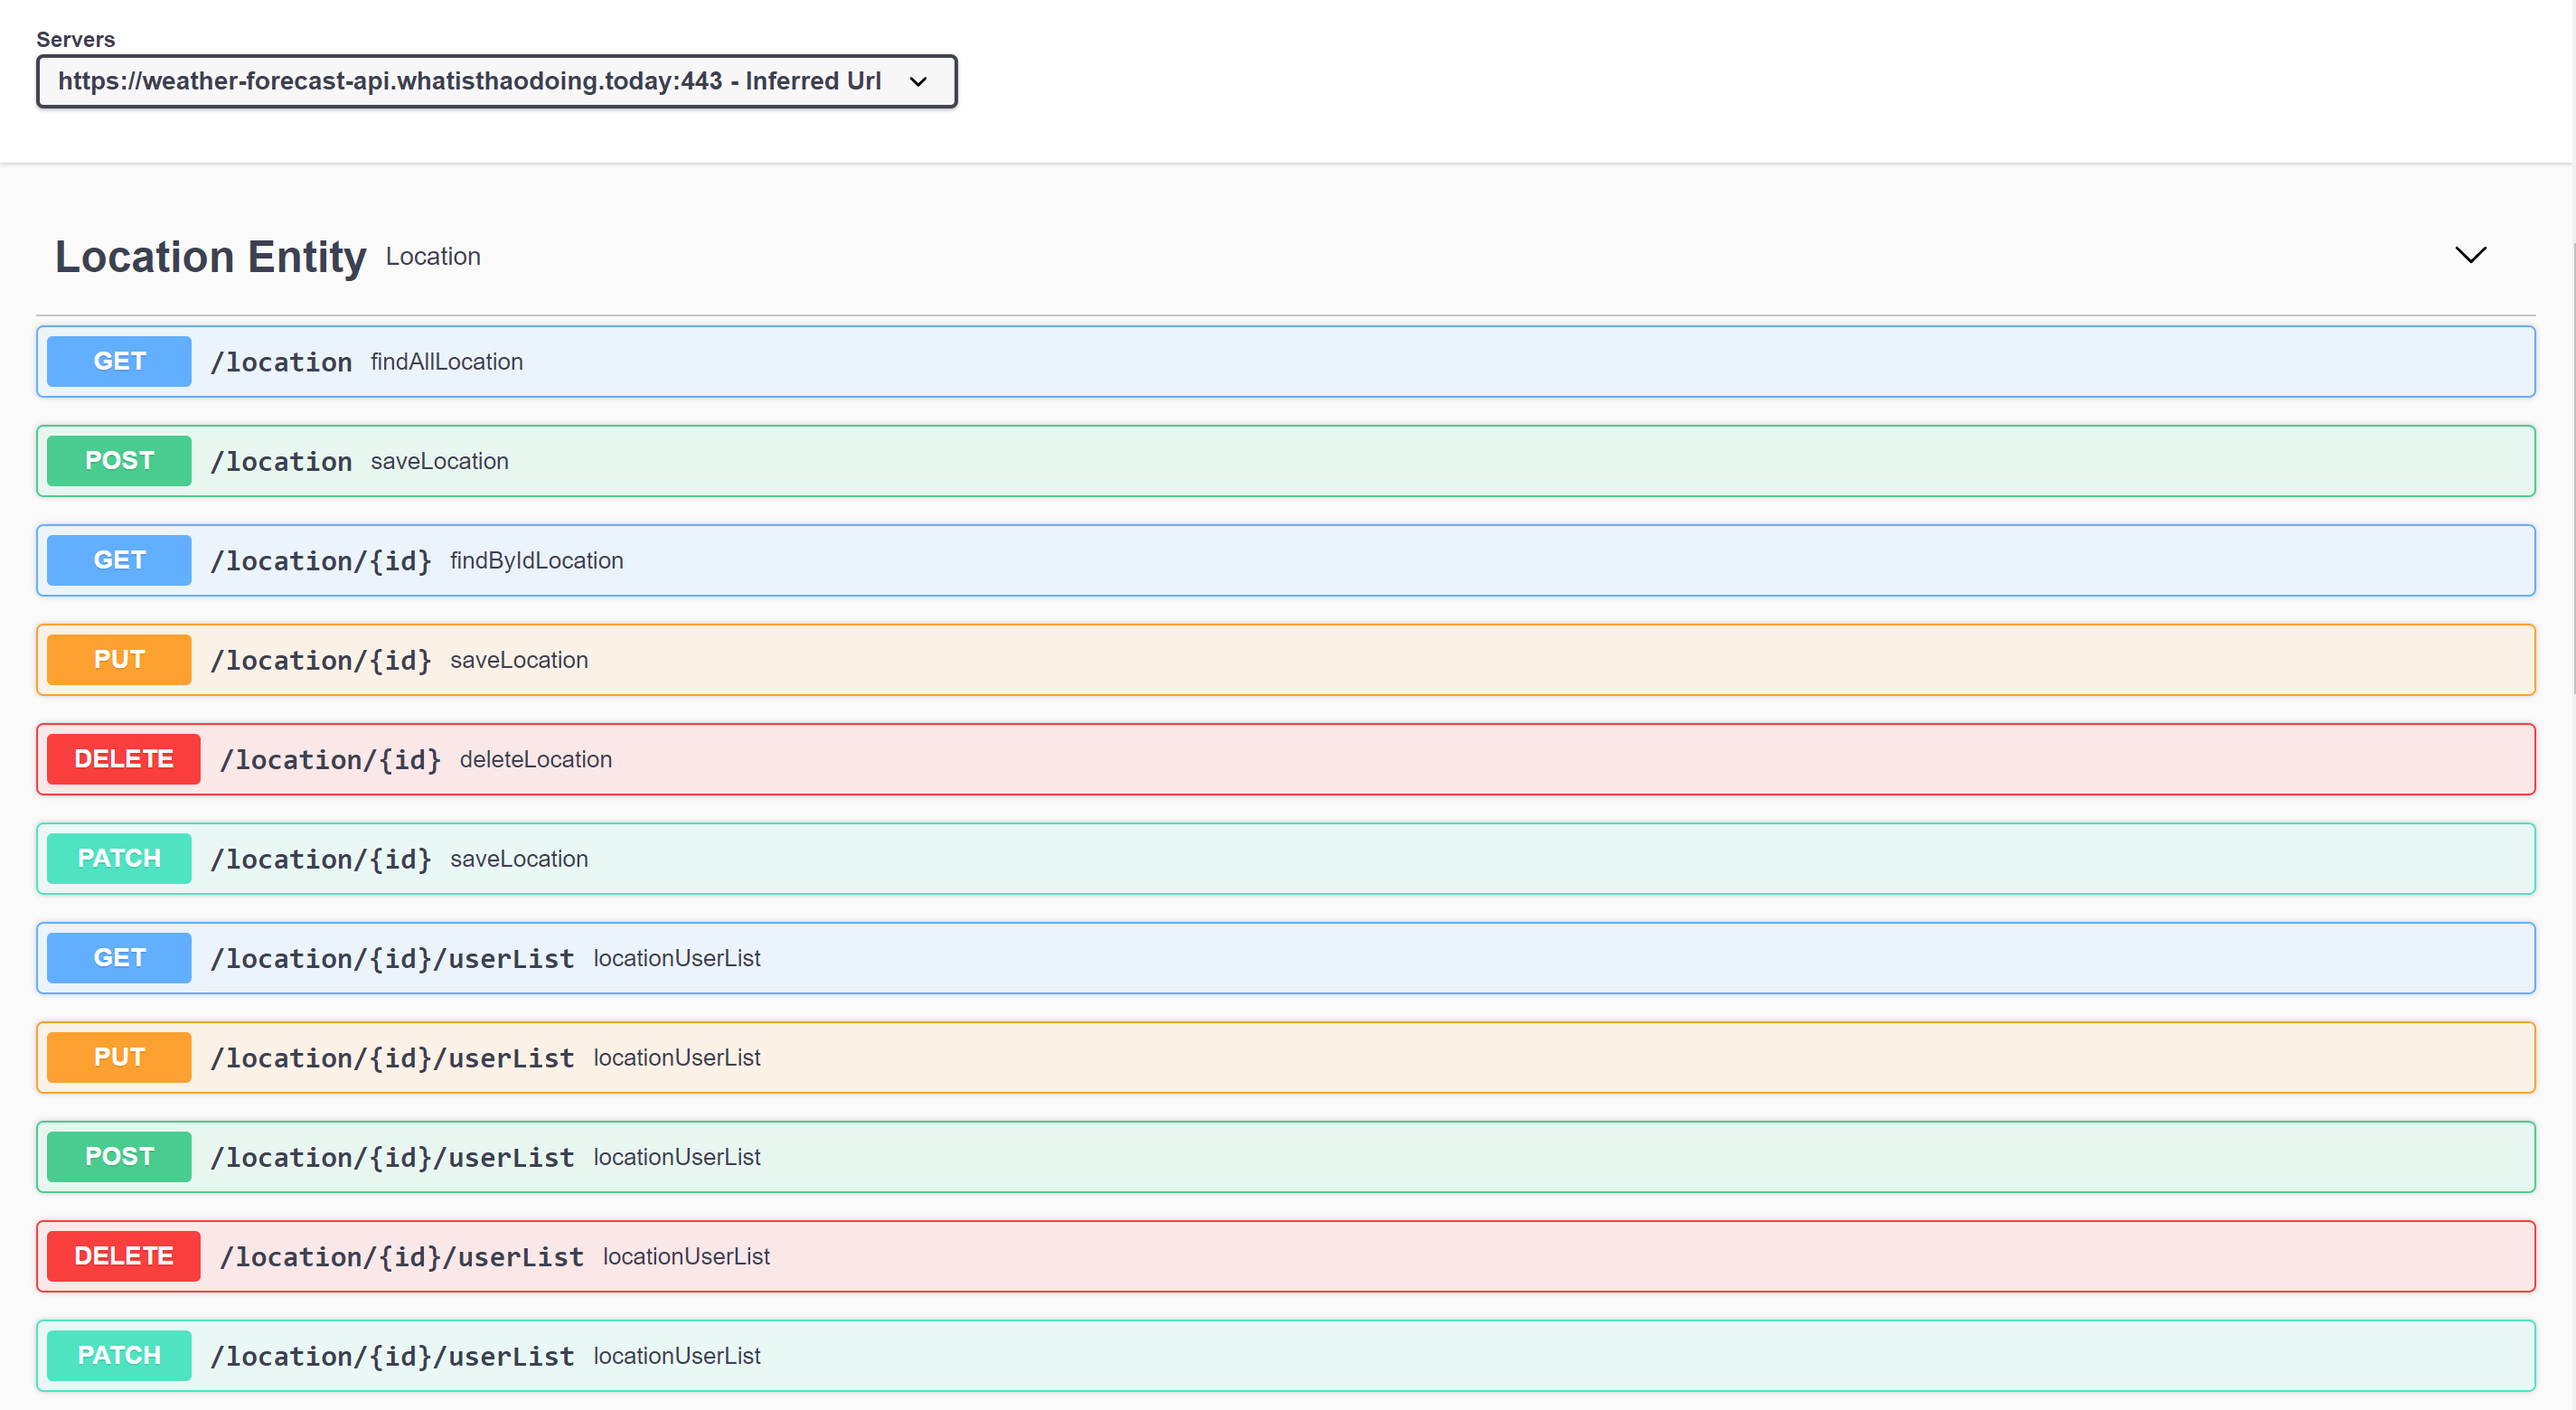 Servers
https://weather-forecast-api.whatisthaodoing.today:443 - Inferred Url
Location Entity Location
GET /location findAllLocation
POST /location saveLocation
GET /location/{id} findByIdLocation
PUT /location/{id} saveLocation
DELETE /location/{id} deleteLocation
PATCH /location/{id} saveLocation
GET /location/{id}/userList locationUserList
PUT /location/{id}/userList locationUserList
POST /location/{id}/userList locationUserList
DELETE /location/{id}/userList locationUserList
PATCH /location/{id}/userList locationUserList